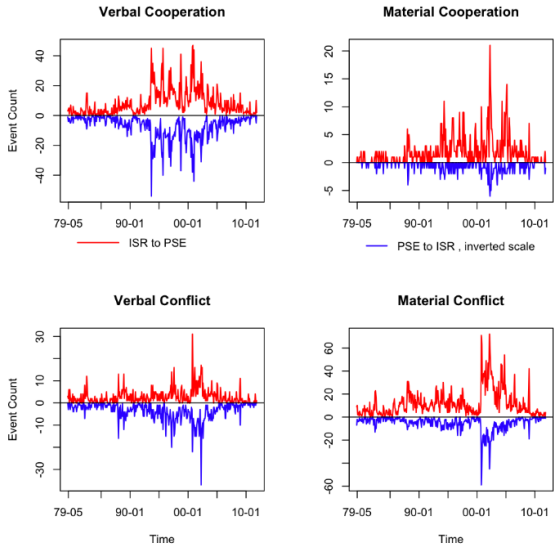 Verbal Cooperation
Material Cooperation
Event Count
40
20
0
-20
-40
20
15
10
5
0
-5
79-05 90-01 00-01 10-01
79-05 90-01 00-01 10-01
ISR to PSE
PSE to ISR , inverted scale
Verbal Conflict
Material Conflict
Event Count
30
10
0
-10
-30
60
40
20
0
-20
-60
79-05 90-01 00-01 10-01
79-05 90-01 00-01 10-01
Time
Time